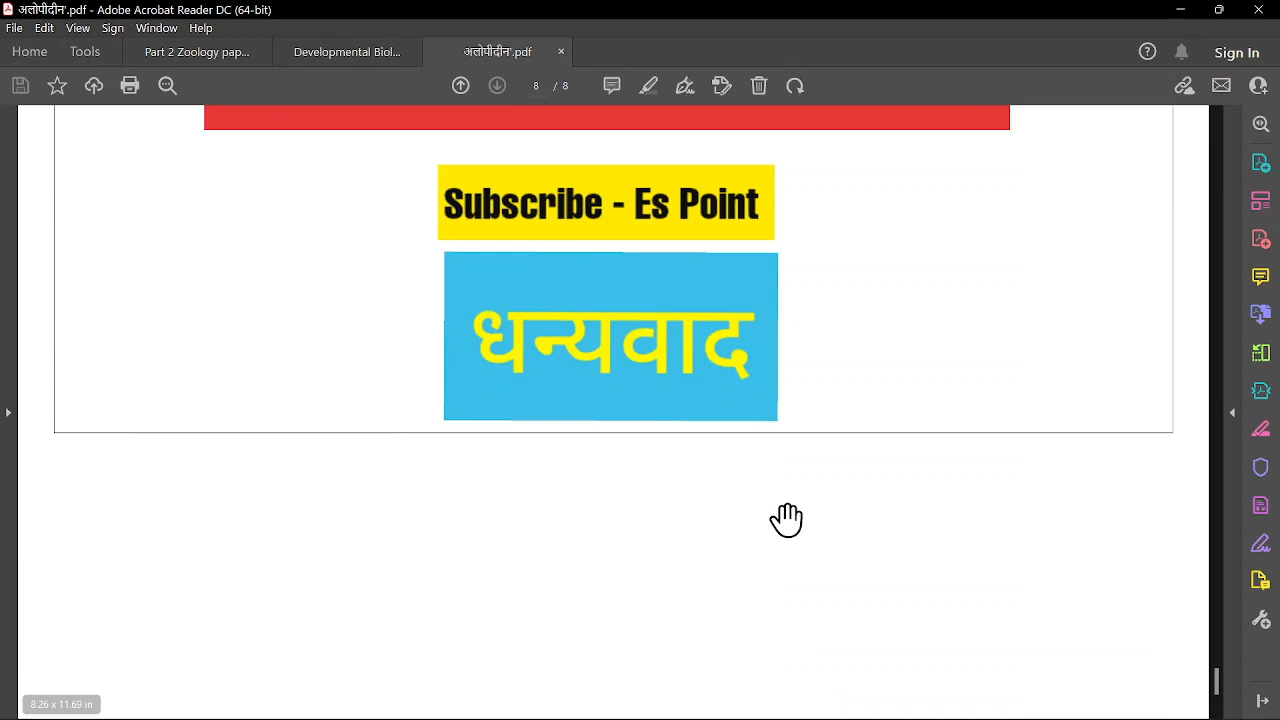 अलोपीदीन'.pdf - Adobe Acrobat Reader DC (64-bit)
File Edit View Sign Window Help
Home Tools Part 2 Zoology pap... Developmental Biol... अलोपीदीन'.pdf × Sign In
8 / 8
Subscribe - Es Point
धन्यवाद
8.26 x 11.69 in